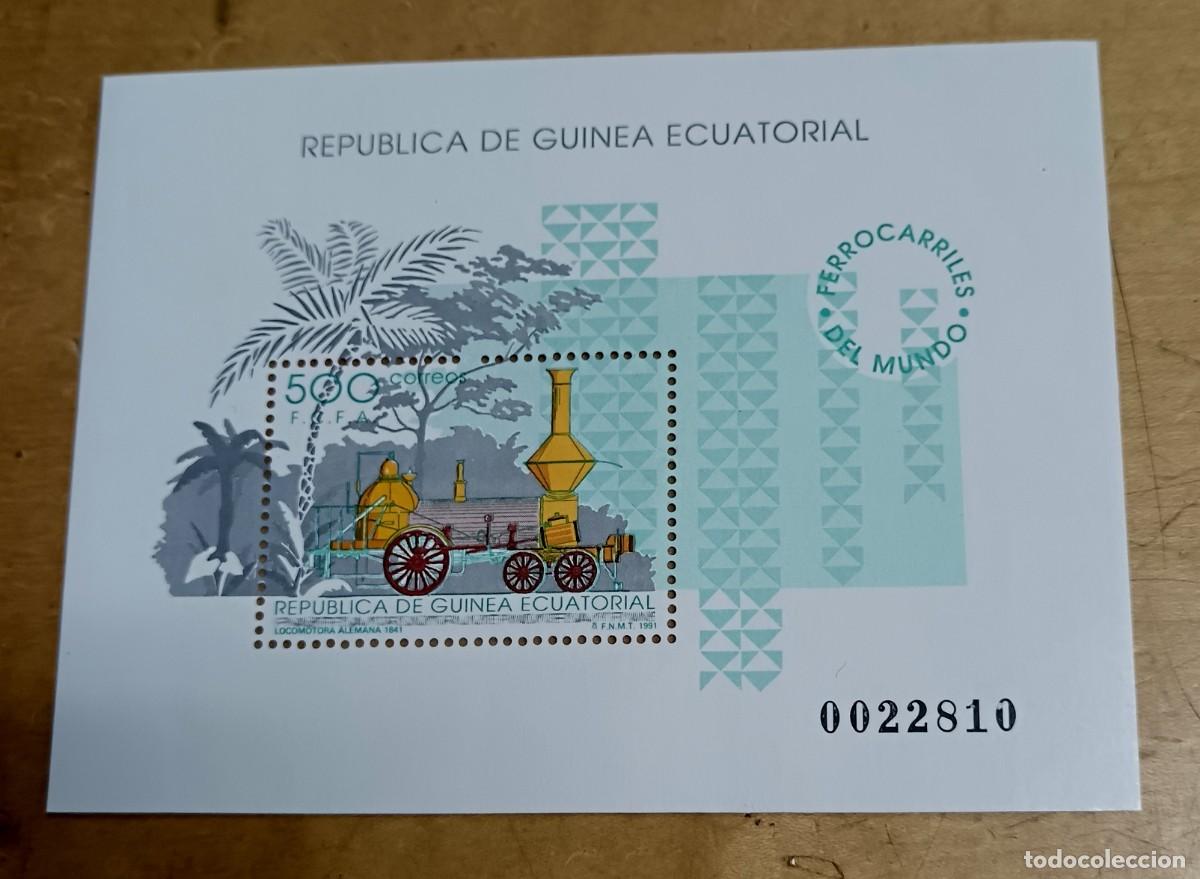 REPUBLICA DE GUINEA ECUATORIAL
• FERROCARRILES •
DEL MUNDO
500 correos
F.C.F.A.
REPUBLICA DE GUINEA ECUATORIAL
LOCOMOTORA ALEMANA 1841
F.N.M.T. 1991
0022810
todocoleccion